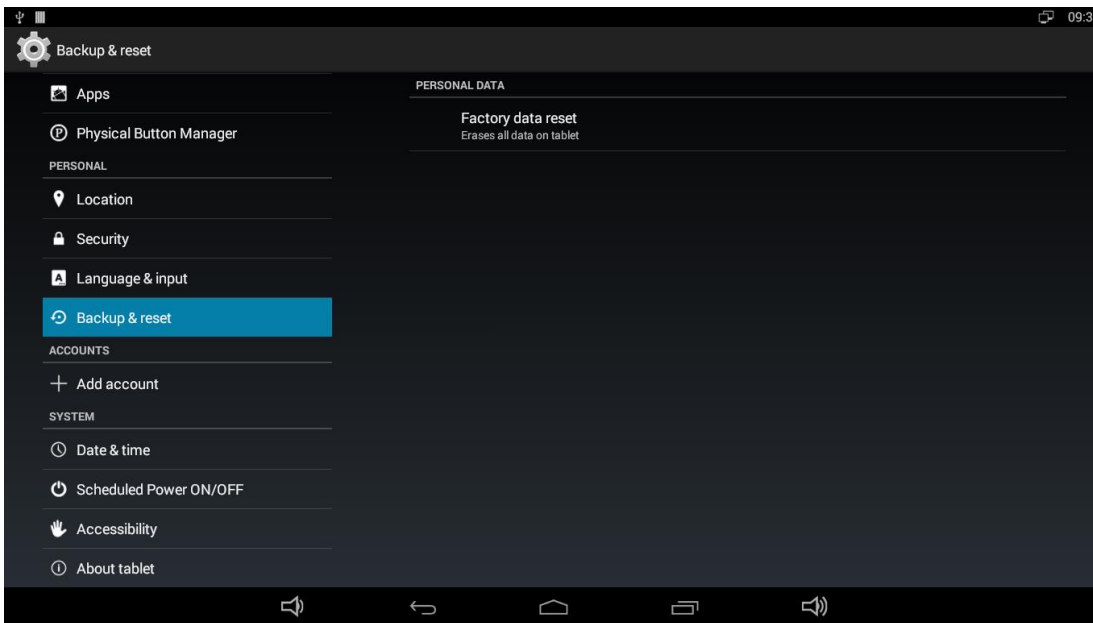 09:3
Backup & reset
Apps
Physical Button Manager
PERSONAL
Location
Security
Language & input
Backup & reset
ACCOUNTS
Add account
SYSTEM
Date & time
Scheduled Power ON/OFF
Accessibility
About tablet
PERSONAL DATA
Factory data reset
Erases all data on tablet